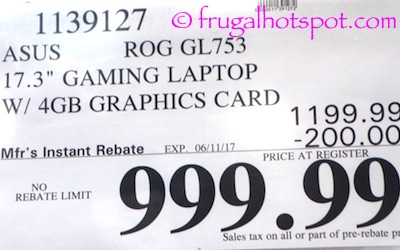 © frugalhotspot.com
1139127
ASUS ROG GL753
17.3" GAMING LAPTOP
W/ 4GB GRAPHICS CARD
1199.99
-200.00
Mfr's Instant Rebate EXP. 06/11/17
PRICE AT REGISTER
NO
REBATE LIMIT
999.99
Sales tax on all or part of pre-rebate